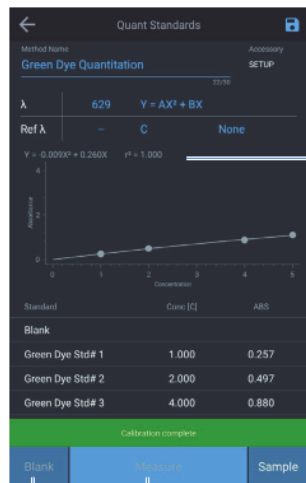 Quant Standards
Method Name
Accessory
Green Dye Quantitation
SETUP
λ 629 Y = AX² + BX
Ref λ – C None
Y = -0.009X² + 0.260X r² = 1.000
4
2
0
Absorbance
0 1 2 3 4 5
Concentration
Standard Conc [C] ABS
Blank
Green Dye Std# 1 1.000 0.257
Green Dye Std# 2 2.000 0.497
Green Dye Std# 3 4.000 0.880
Calibration complete
Blank Measure Sample